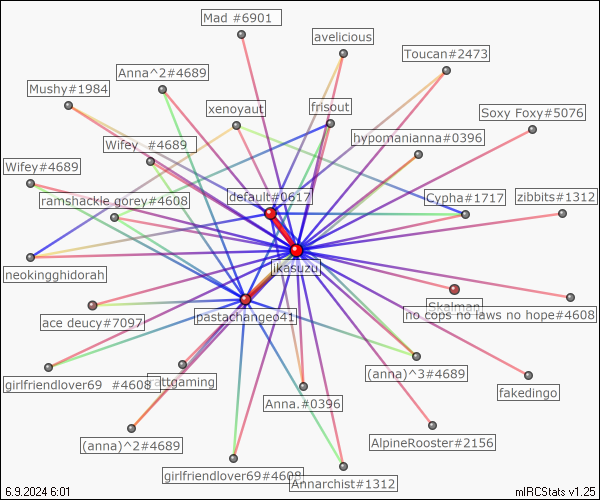 Mad #6901
avelicious
Toucan#2473
Anna^2#4689
Mushy#1984
xenoyaut
frisout
Soxy Foxy#5076
Wifey  #4689
hypomanianna#0396
Wifey#4689
ramshackle gorey#4608
default#0617
Cypha#1717
zibbits#1312
neokingghidorah
ikasuzu
Skalman
no cops no laws no hope#4608
pastachangeo41
ace deucy#7097
girlfriendlover69  #4608
attgaming
(anna)^3#4689
fakedingo
Anna.#0396
(anna)^2#4689
AlpineRooster#2156
girlfriendlover69#4608
Annarchist#1312
6.9.2024 6:01
mIRCStats v1.25